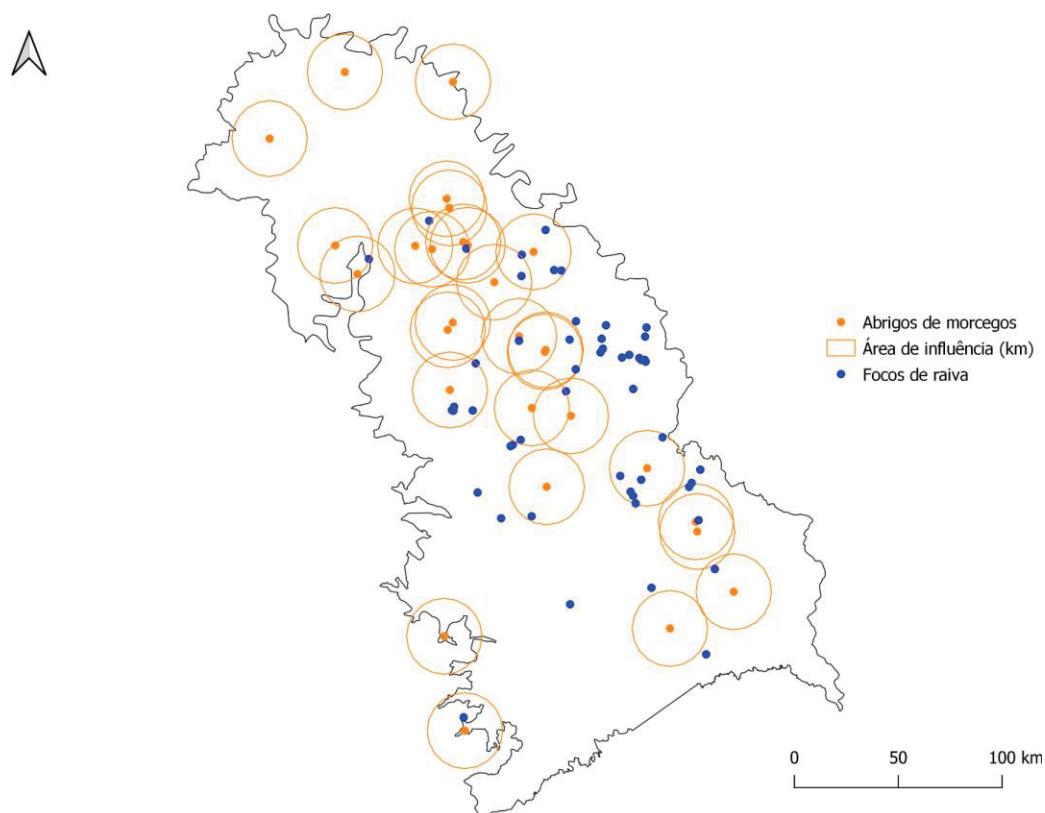 Abrigos de morcegos
Área de influência (km)
Focos de raiva
0 50 100 km